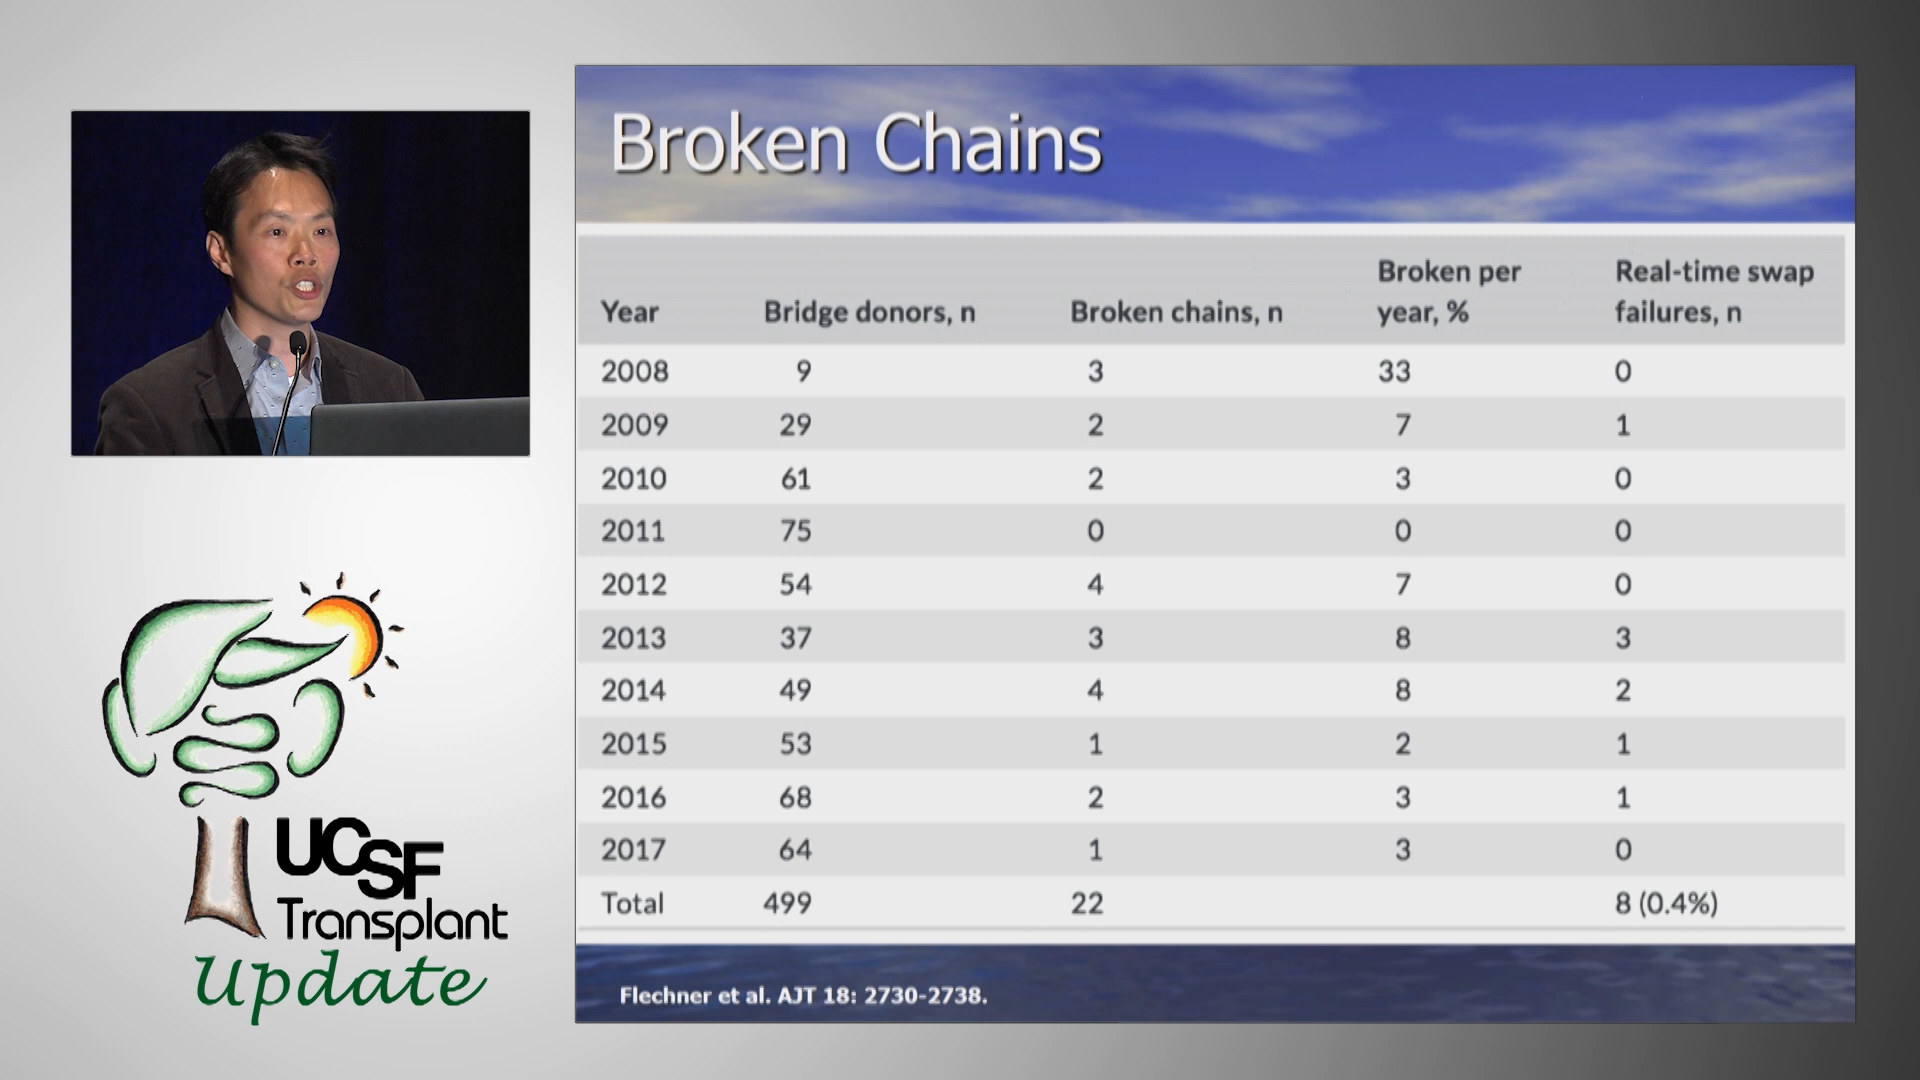 Broken Chains
Year Bridge donors, n Broken chains, n Broken per year, % Real-time swap failures, n
2008 9 3 33 0
2009 29 2 7 1
2010 61 2 3 0
2011 75 0 0 0
2012 54 4 7 0
2013 37 3 8 3
2014 49 4 8 2
2015 53 1 2 1
2016 68 2 3 1
2017 64 1 3 0
Total 499 22 8 (0.4%)
Flechner et al. AJT 18: 2730-2738.
UCSF
Transplant
Update